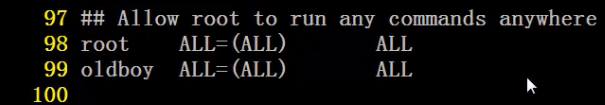 97 ## Allow root to run any commands anywhere
98 root    ALL=(ALL)       ALL
99 oldboy  ALL=(ALL)       ALL
100